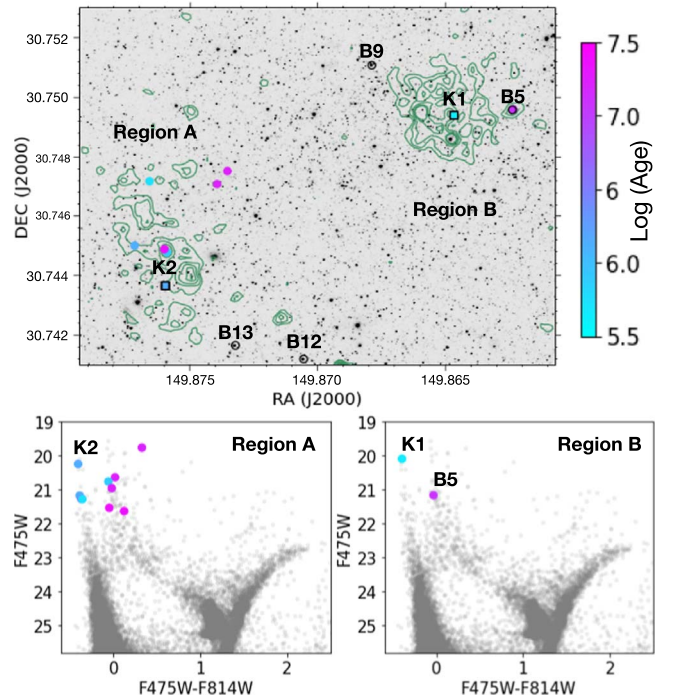 30.752
30.750
30.748
30.746
30.744
30.742
DEC (J2000)
B9
K1
B5
Region A
Region B
K2
B13
B12
149.875
149.870
149.865
RA (J2000)
7.5
7.0
6
6.0
5.5
Log (Age)
19
20
21
22
23
24
25
F475W
K2
Region A
0
1
2
F475W-F814W
19
20
21
22
23
24
25
F475W
K1
Region B
B5
0
1
2
F475W-F814W